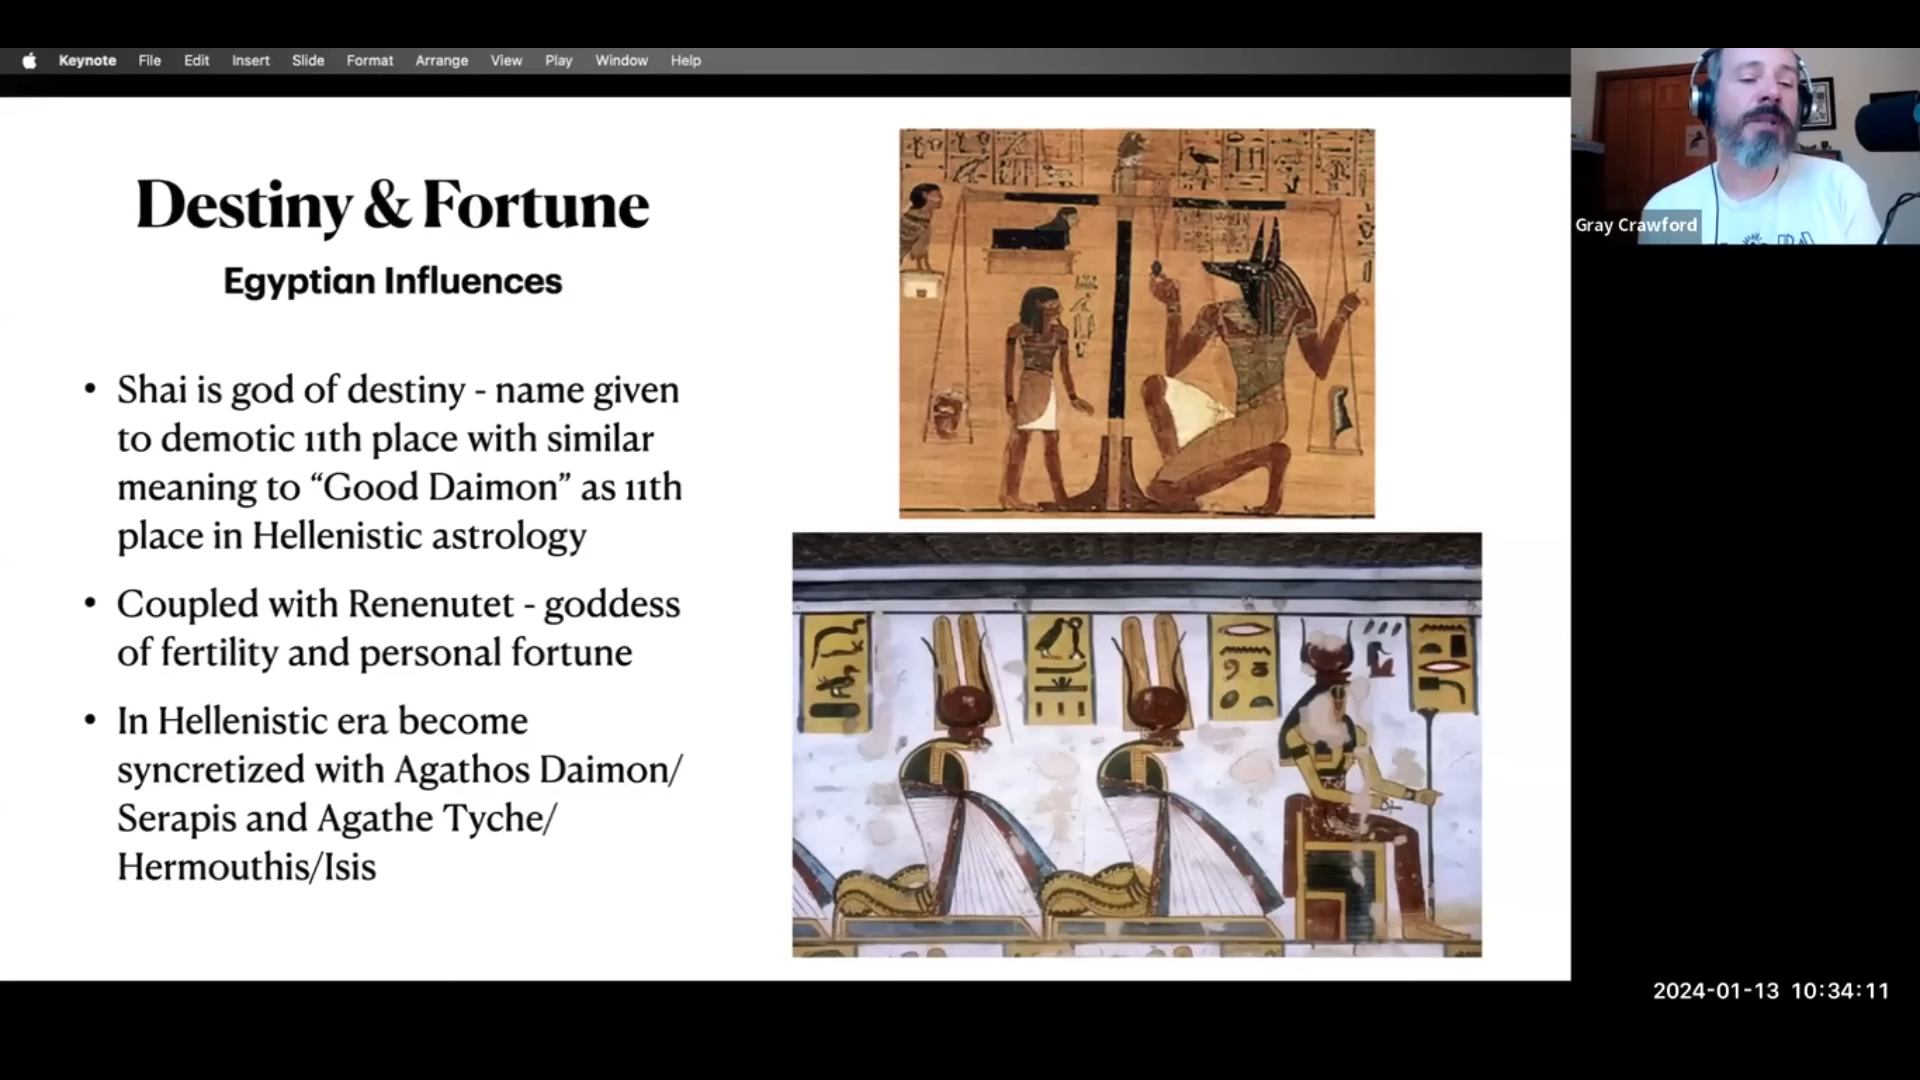 Keynote File Edit Insert Slide Format Arrange View Play Window Help
Destiny & Fortune
Egyptian Influences
• Shai is god of destiny - name given
to demotic 11th place with similar
meaning to “Good Daimon” as 11th
place in Hellenistic astrology
• Coupled with Renenutet - goddess
of fertility and personal fortune
• In Hellenistic era become
syncretized with Agathos Daimon/
Serapis and Agathe Tyche/
Hermouthis/Isis
Gray Crawford
2024-01-13 10:34:11